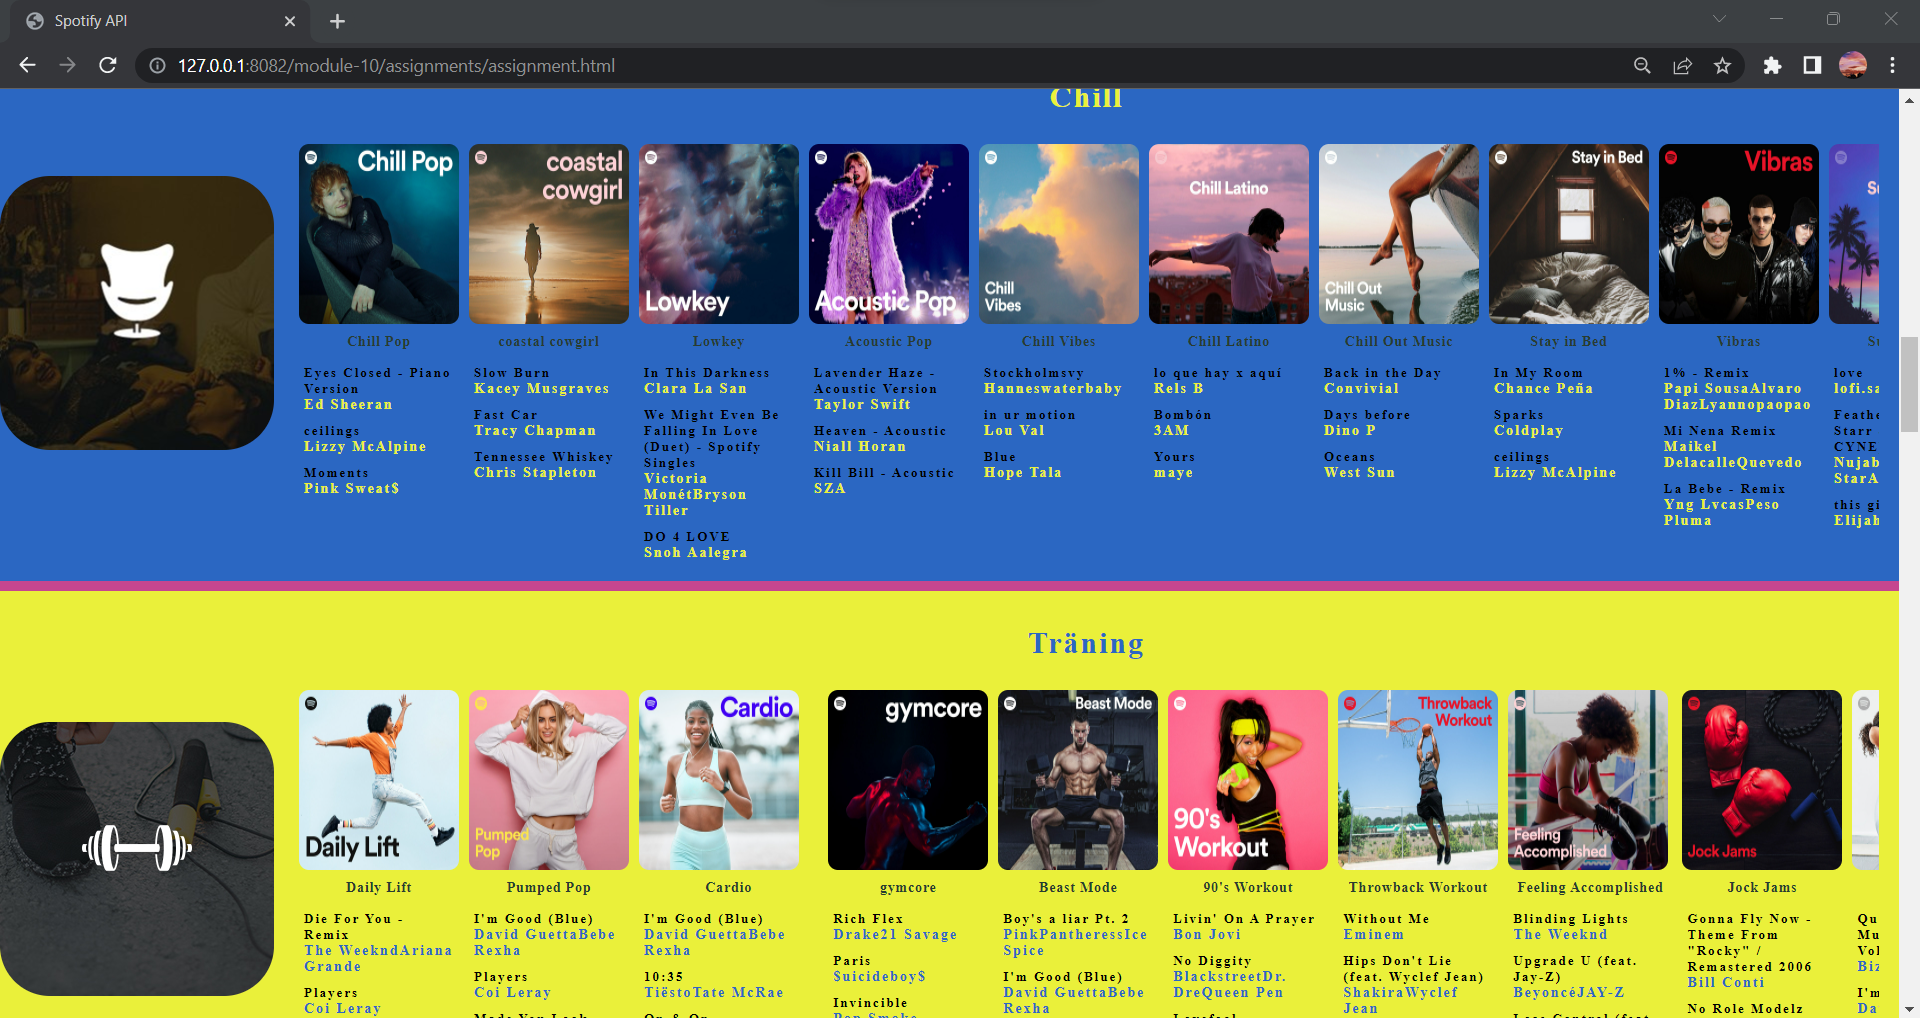 Spotify API
127.0.0.1:8082/module-10/assignments/assignment.html
Chill
Chill Pop
coastal
cowgirl
Lowkey
Acoustic Pop
Chill
Vibes
Chill Latino
Chill Out
Music
Stay in Bed
Vibras
Chill Pop
coastal cowgirl
Lowkey
Acoustic Pop
Chill Vibes
Chill Latino
Chill Out Music
Stay in Bed
Vibras
Eyes Closed - Piano
Version
Ed Sheeran
ceilings
Lizzy McAlpine
Moments
Pink Sweat$
Slow Burn
Kacey Musgraves
Fast Car
Tracy Chapman
Tennessee Whiskey
Chris Stapleton
In This Darkness
Clara La San
We Might Even Be
Falling In Love
(Duet) - Spotify
Singles
Victoria
MonétBryson
Tiller
DO 4 LOVE
Snoh Aalegra
Lavender Haze -
Acoustic Version
Taylor Swift
Heaven - Acoustic
Niall Horan
Kill Bill - Acoustic
SZA
Stockholmsvy
Hanneswaterbaby
in ur motion
Lou Val
Blue
Hope Tala
lo que hay x aquí
Rels B
Bombón
3AM
Yours
maye
Back in the Day
Convivial
Days before
Dino P
Oceans
West Sun
In My Room
Chance Peña
Sparks
Coldplay
ceilings
Lizzy McAlpine
1% - Remix
Papi SousaAlvaro
DiazLyannopaopao
Mi Nena Remix
Maikel
DelacalleQuevedo
La Bebe - Remix
Yng LvcasPeso
Pluma
love
lofi.sa
Feathe
Starr
CYNE
Nujab
StarA
this gi
Elijah
Träning
Daily Lift
Pumped
Pop
Cardio
gymcore
Beast Mode
90's
Workout
Throwback
Workout
Feeling
Accomplished
Jock Jams
Daily Lift
Pumped Pop
Cardio
gymcore
Beast Mode
90's Workout
Throwback Workout
Feeling Accomplished
Jock Jams
Die For You -
Remix
The WeekndAriana
Grande
Players
Coi Leray
I'm Good (Blue)
David GuettaBebe
Rexha
Players
Coi Leray
Made You Look
I'm Good (Blue)
David GuettaBebe
Rexha
10:35
TiëstoTate McRae
On & On
Rich Flex
Drake21 Savage
Paris
$uicideboy$
Invincible
Pop Smoke
Boy's a liar Pt. 2
PinkPantheressIce
Spice
I'm Good (Blue)
David GuettaBebe
Rexha
Livin' On A Prayer
Bon Jovi
No Diggity
BlackstreetDr.
DreQueen Pen
Lovefool
Without Me
Eminem
Hips Don't Lie
(feat. Wyclef Jean)
ShakiraWyclef
Jean
Blinding Lights
The Weeknd
Upgrade U (feat.
Jay-Z)
BeyoncéJAY-Z
Lose Control (feat.
Gonna Fly Now -
Theme From
"Rocky" /
Remastered 2006
Bill Conti
No Role Modelz
Qu
Mu
Vol
Biz
I'm
Da